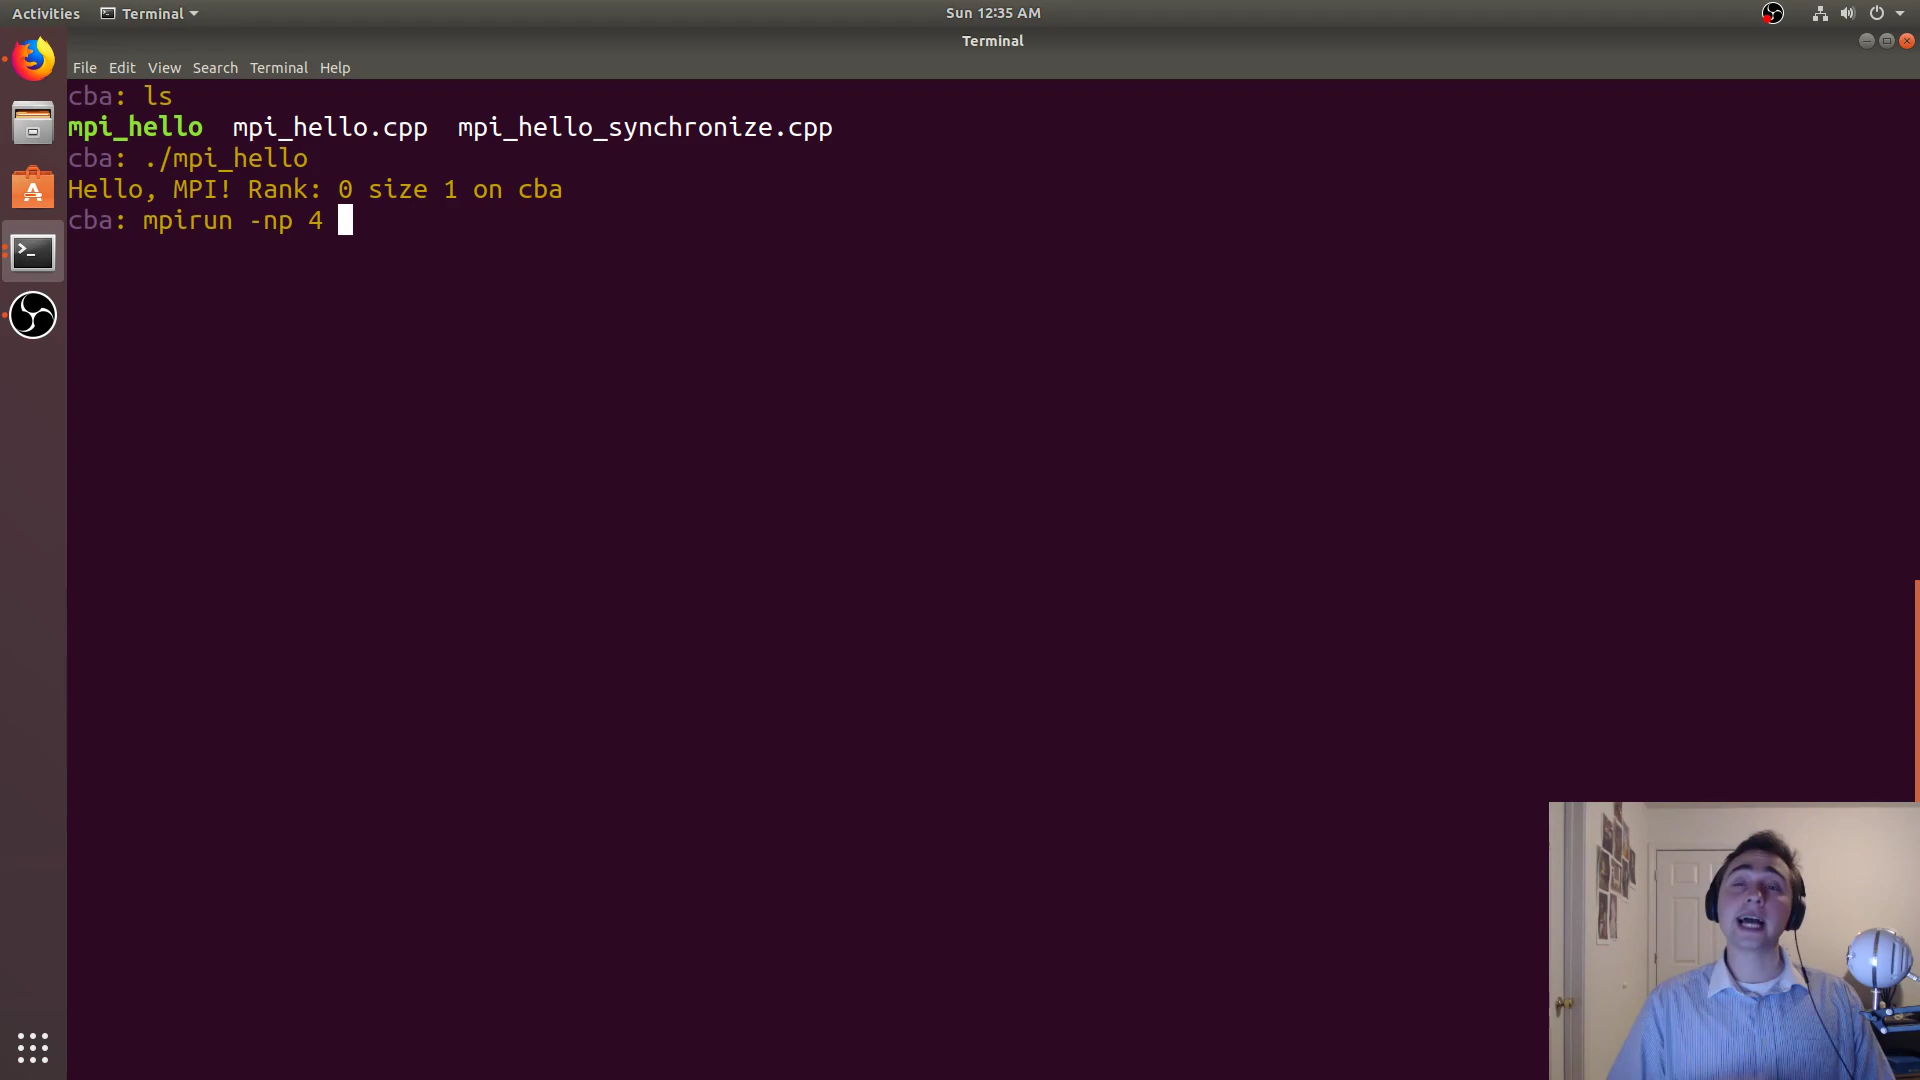 Activities Terminal Sun 12:35 AM
Terminal
File Edit View Search Terminal Help
cba: ls
mpi_hello mpi_hello.cpp mpi_hello_synchronize.cpp
cba: ./mpi_hello
Hello, MPI! Rank: 0 size 1 on cba
cba: mpirun -np 4